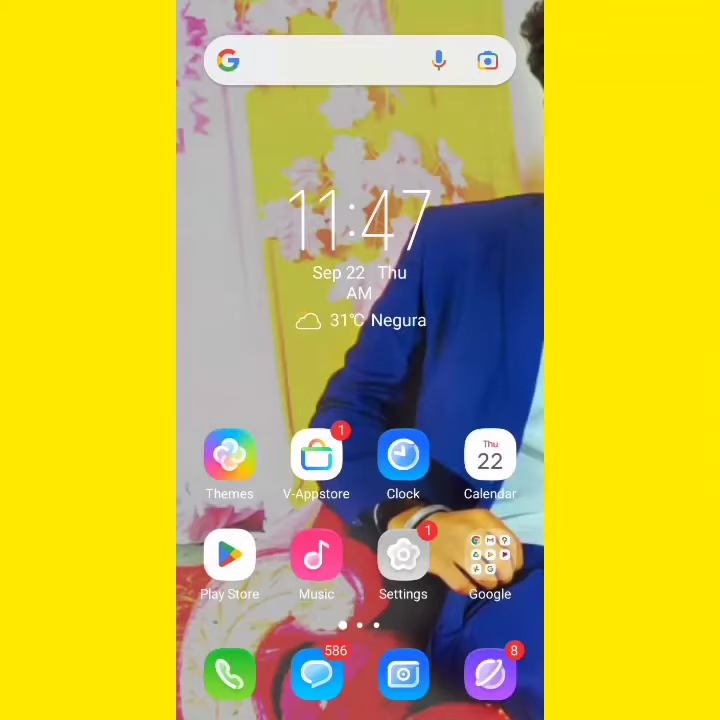 11:47
Sep 22 Thu
AM
31°C Negura
1
Themes
V-Appstore
Clock
Thu
22
Calendar
1
Play Store
Music
Settings
Google
586
8